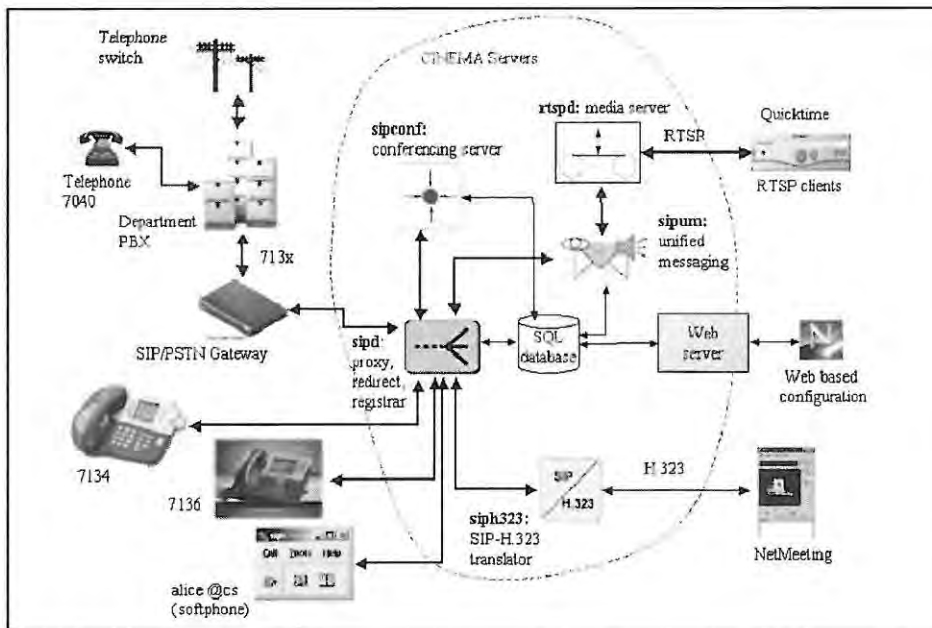 Telephone
switch
CINEMA Servers
rtspd: media server
Quicktime
sipconf:
conferencing server
RTSP
RTSP clients
Telephone
7040
Department
PBX
sipum:
unified
messaging
713x
SIP/PSTN Gateway
sipd:
proxy,
redirect,
registrar
SQL
database
Web
server
Web based
configuration
7134
7136
SIP
H.323
H.323
siph323:
SIP-H.323
translator
NetMeeting
Call
Help
alice@cs
(softphone)